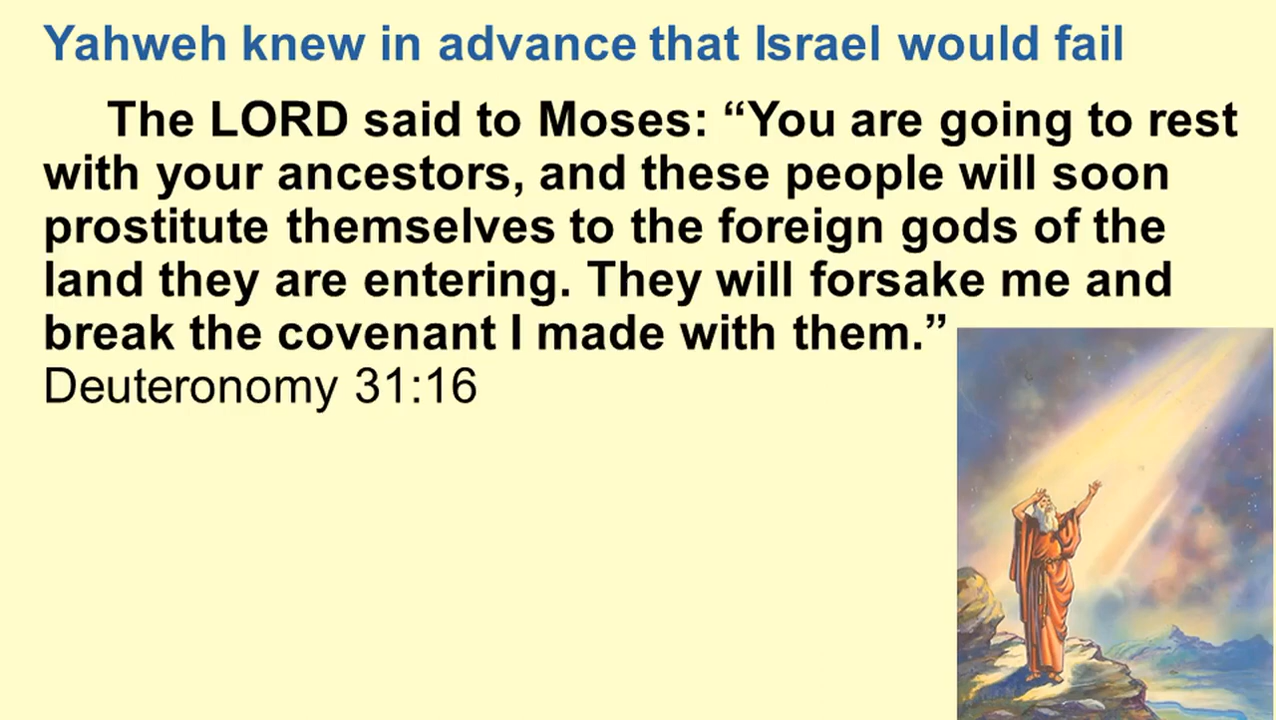 Yahweh knew in advance that Israel would fail
The LORD said to Moses: “You are going to rest
with your ancestors, and these people will soon
prostitute themselves to the foreign gods of the
land they are entering. They will forsake me and
break the covenant I made with them.”
Deuteronomy 31:16